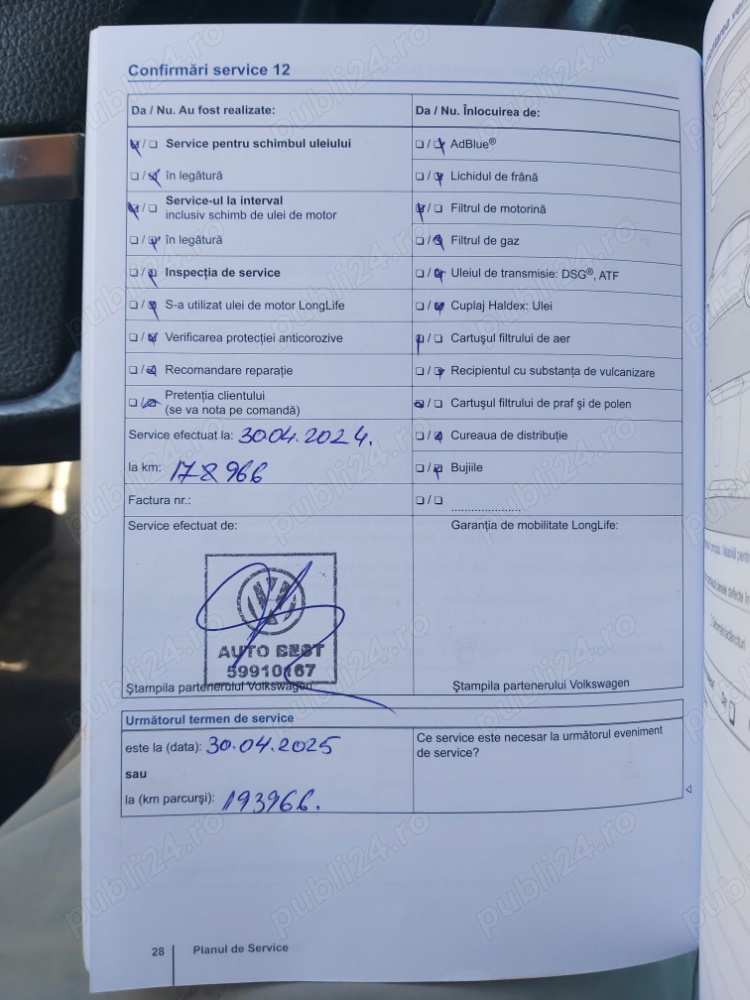 Confirmări service 12
Da / Nu. Au fost realizate:
☑/☐ Service pentru schimbul uleiului
☐/☑ în legătură
☑/☐ Service-ul la interval
inclusiv schimb de ulei de motor
☐/☑ în legătură
☐/☑ Inspecția de service
☐/☑ S-a utilizat ulei de motor LongLife
☐/☑ Verificarea protecției anticorozive
☐/☑ Recomandare reparație
☐/☑ Pretenția clientului
(se va nota pe comandă)
Service efectuat la: 30.04.2024.
la km: 178966
Factura nr.:
Service efectuat de:
AUTO BEST
59910167
Ştampila partenerului Volkswagen
Da / Nu. Înlocuirea de:
☐/☑ AdBlue®
☐/☑ Lichidul de frână
☑/☐ Filtrul de motorină
☐/☑ Filtrul de gaz
☐/☑ Uleiul de transmisie: DSG®, ATF
☐/☑ Cuplaj Haldex: Ulei
☑/☐ Cartușul filtrului de aer
☐/☑ Recipientul cu substanța de vulcanizare
☑/☐ Cartușul filtrului de praf și de polen
☐/☑ Cureaua de distribuție
☐/☑ Bujiile
☐/☐ .....................
Garanția de mobilitate LongLife:
Ştampila partenerului Volkswagen
Următorul termen de service
este la (data): 30.04.2025
sau
la (km parcurși): 193966.
Ce service este necesar la următorul eveniment
de service?
28 Planul de Service
publi24.ro